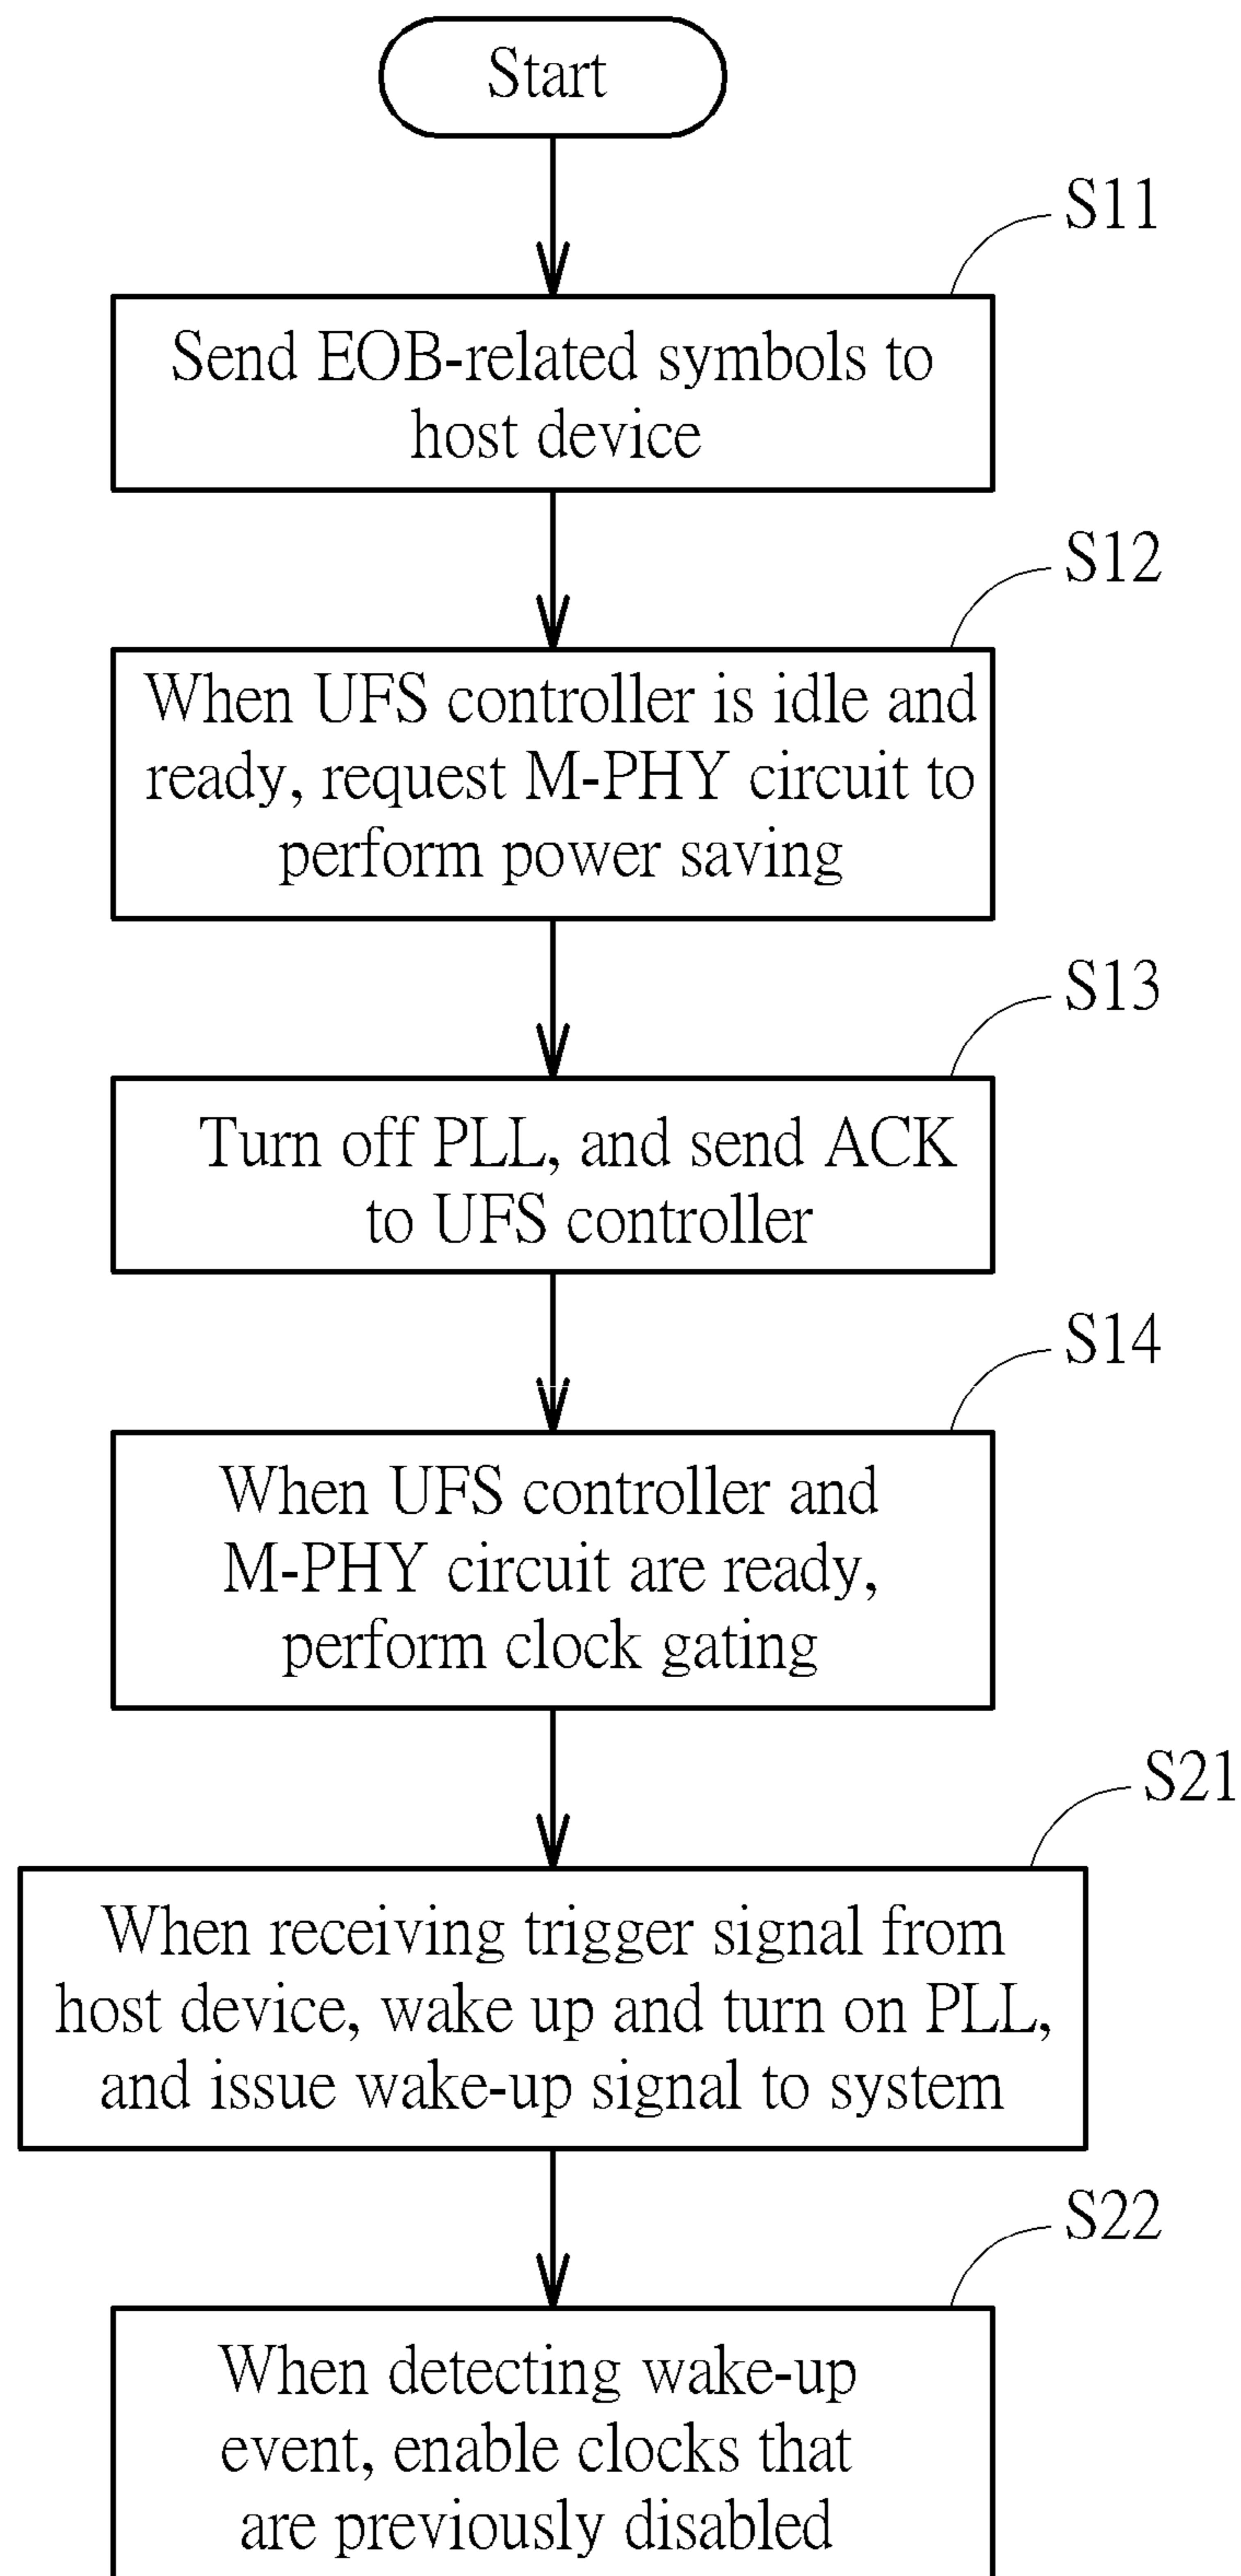 Start
S11
Send EOB-related symbols to
host device
S12
When UFS controller is idle and
ready, request M-PHY circuit to
perform power saving
S13
Turn off PLL, and send ACK
to UFS controller
S14
When UFS controller and
M-PHY circuit are ready,
perform clock gating
S21
When receiving trigger signal from
host device, wake up and turn on PLL,
and issue wake-up signal to system
S22
When detecting wake-up
event, enable clocks that
are previously disabled